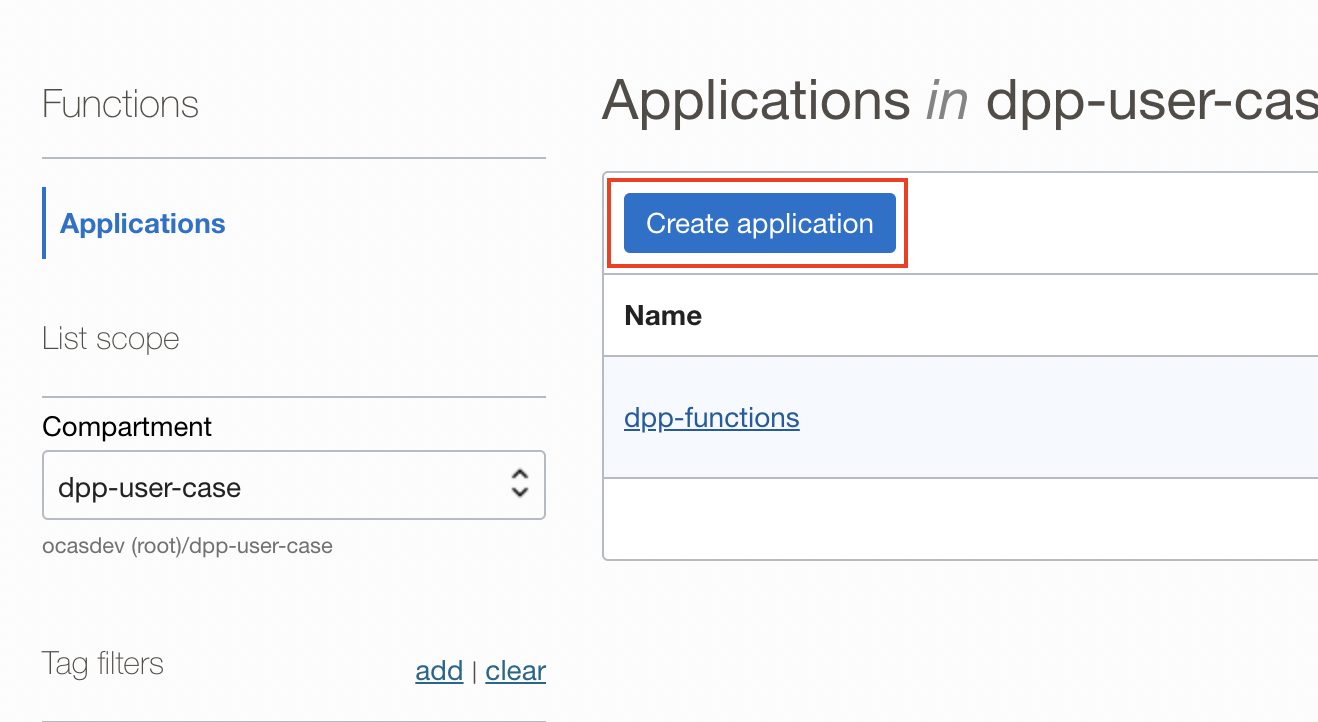 Functions
Applications
List scope
Compartment
dpp-user-case
ocasdev (root)/dpp-user-case
Tag filters
add | clear
Applications in dpp-user-cas
Create application
Name
dpp-functions